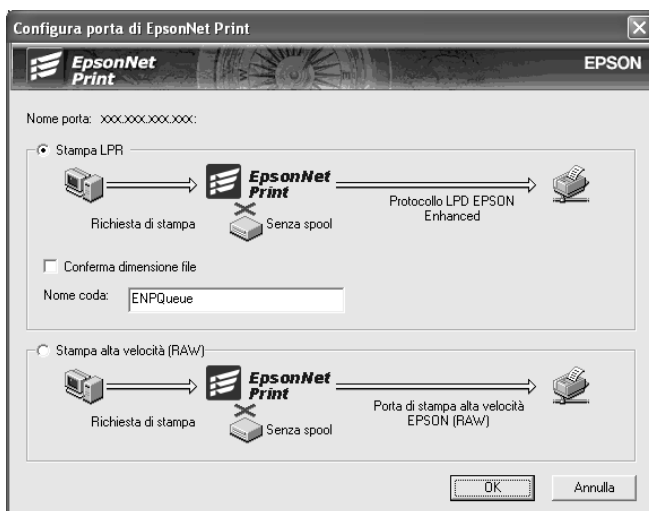 Configura porta di EpsonNet Print
EpsonNet
Print
EPSON
Nome porta: xxx.xxx.xxx.xxx:
Stampa LPR
EpsonNet
Print
Richiesta di stampa
Senza spool
Protocollo LPD EPSON
Enhanced
Conferma dimensione file
Nome coda: ENPQueue
Stampa alta velocità (RAW)
EpsonNet
Print
Richiesta di stampa
Senza spool
Porta di stampa alta velocità
EPSON (RAW)
OK Annulla